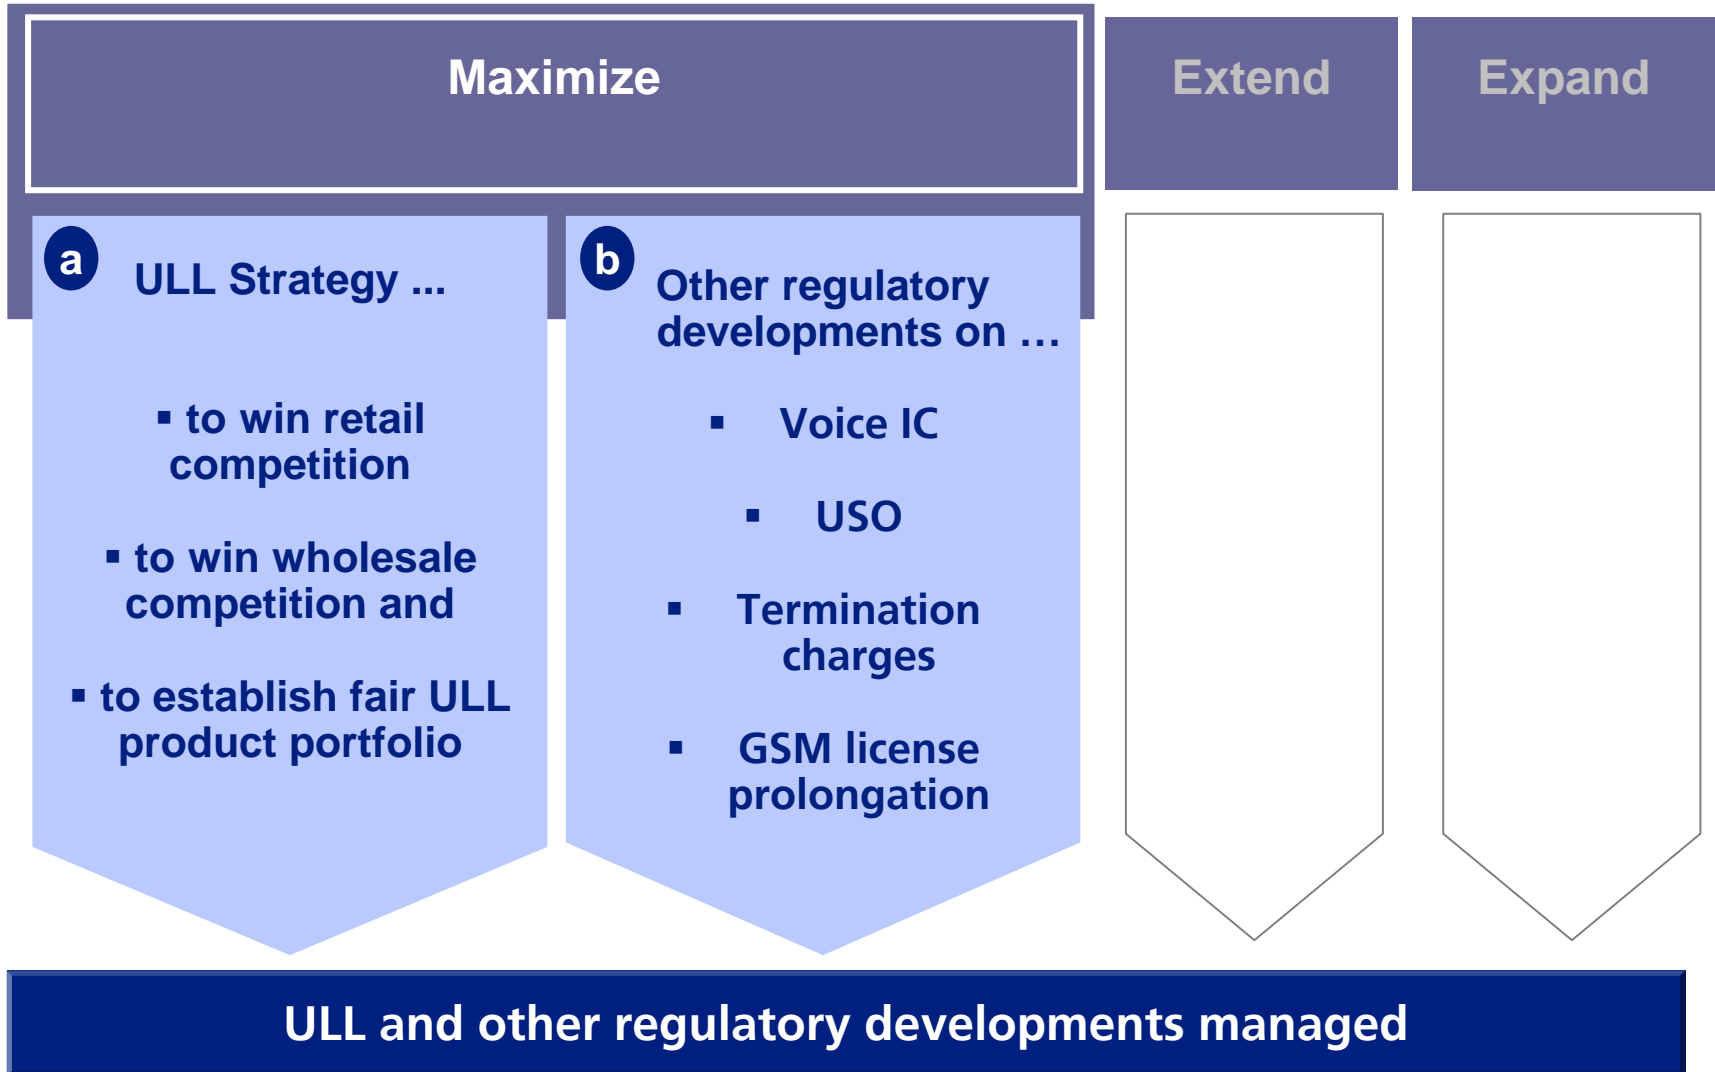 Maximize
Extend
Expand
a
ULL Strategy ...
▪ to win retail
competition
▪ to win wholesale
competition and
▪ to establish fair ULL
product portfolio
b
Other regulatory
developments on …
▪ Voice IC
▪ USO
▪ Termination
charges
▪ GSM license
prolongation
ULL and other regulatory developments managed